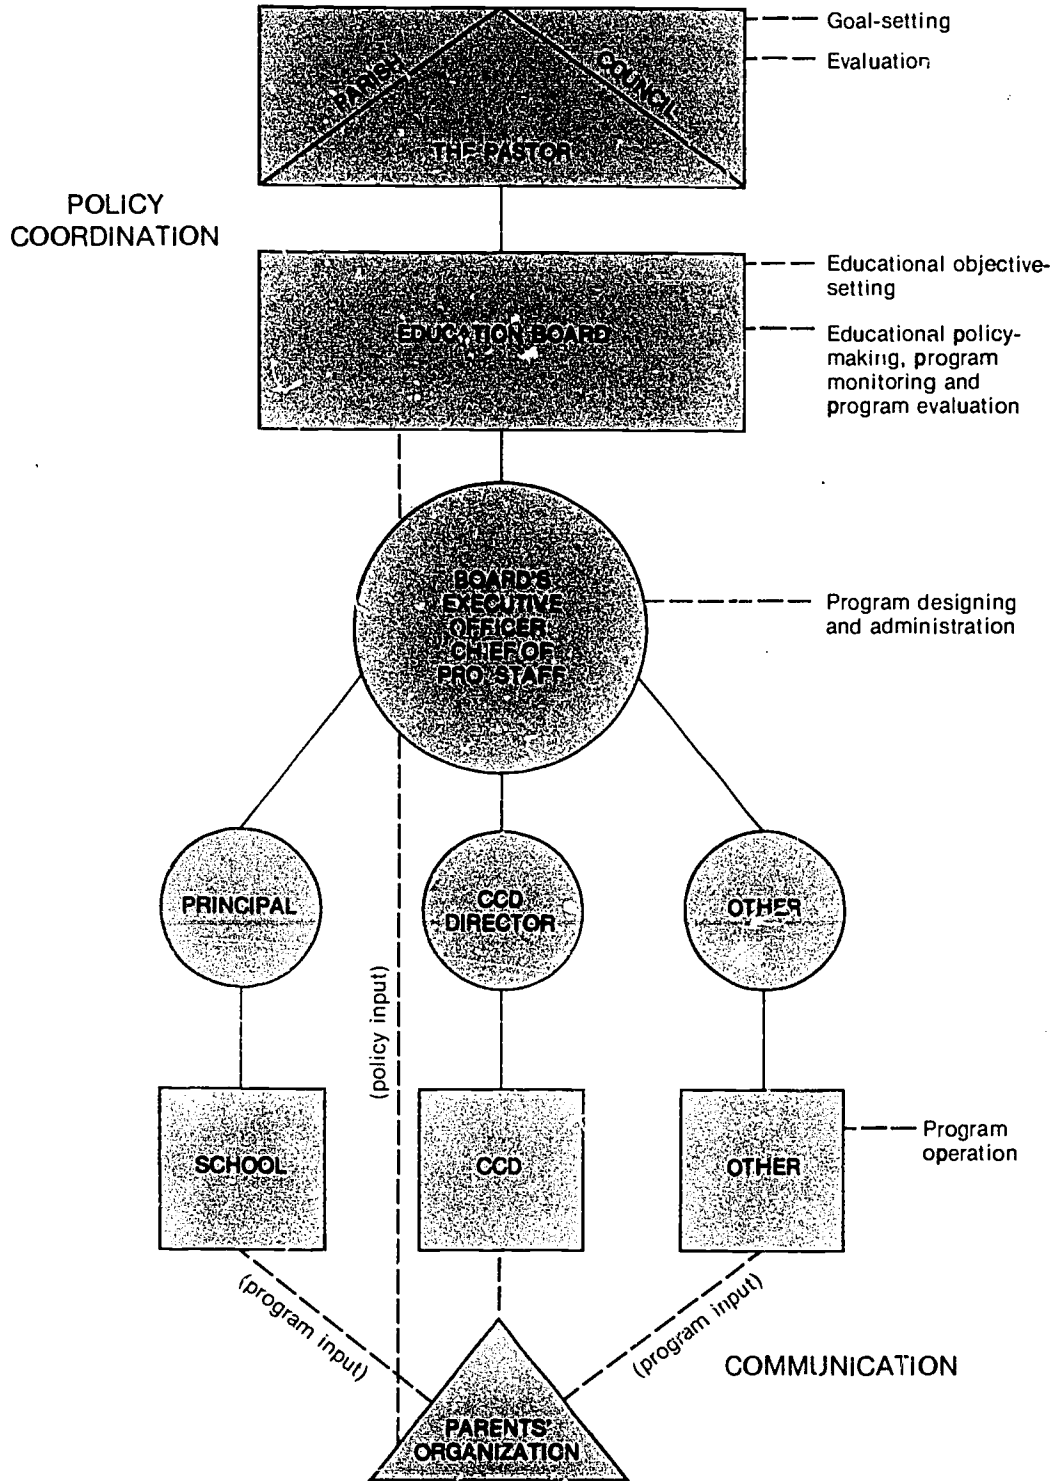 Goal-setting
Evaluation
PARISH
COUNCIL
THE PASTOR
POLICY
COORDINATION
Educational objective-
setting
EDUCATION BOARD
Educational policy-
making, program
monitoring and
program evaluation
BOARD'S
EXECUTIVE
OFFICER:
CHIEF OF
PRO. STAFF
Program designing
and administration
PRINCIPAL
CCD
DIRECTOR
OTHER
(policy input)
SCHOOL
CCD
OTHER
Program
operation
(program input)
(program input)
COMMUNICATION
PARENTS'
ORGANIZATION